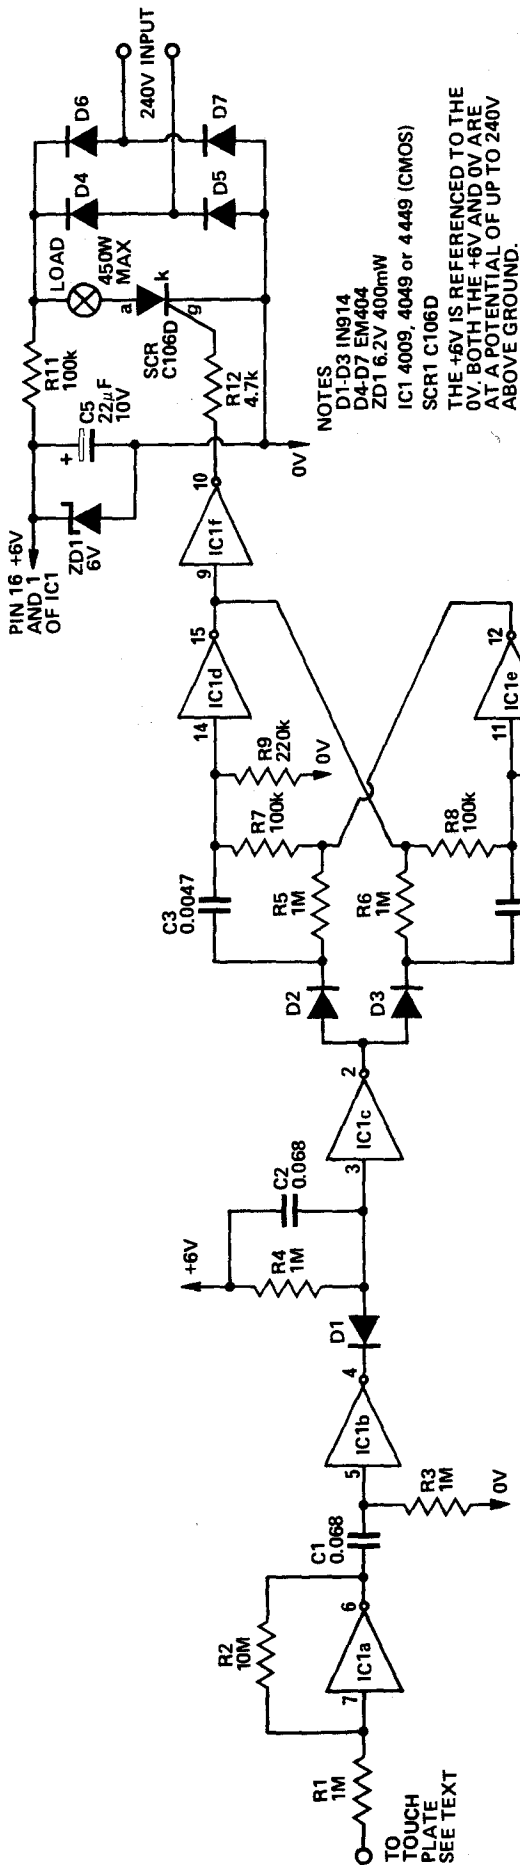 TO
TOUCH
PLATE
SEE TEXT
R1
1M
R2
10M
7
IC1a
6
C1
0.068
R3
1M
0V
5
IC1b
4
D1
+6V
R4
1M
C2
0.068
3
IC1c
2
D2
D3
C3
0.0047
R5
1M
R6
1M
R7
100k
R8
100k
R9
220k
0V
14
IC1d
15
11
IC1e
12
9
IC1f
10
PIN 16 +6V
AND 1
OF IC1
ZD1
6V
+
C5
22µF
10V
0V
R11
100k
R12
4.7k
SCR
C106D
a
k
g
LOAD
450W
MAX
D4
D5
D6
D7
240V INPUT
NOTES
D1-D3 IN914
D4-D7 EM404
ZD1 6.2V 400mW
IC1 4009, 4049 or 4449 (CMOS)
SCR1 C106D
THE +6V IS REFERENCED TO THE
0V. BOTH THE +6V AND 0V ARE
AT A POTENTIAL OF UP TO 240V
ABOVE GROUND.